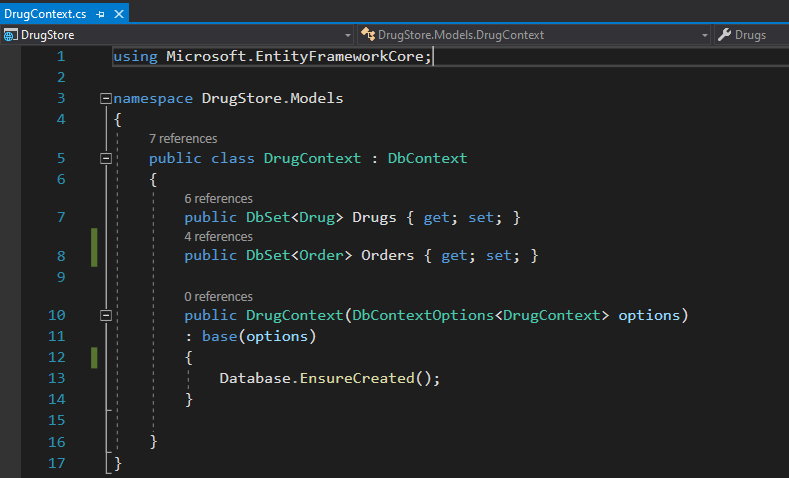 DrugContext.cs
DrugStore DrugStore.Models.DrugContext Drugs
1 using Microsoft.EntityFrameworkCore;
2
3 namespace DrugStore.Models
4 {
7 references
5 public class DrugContext : DbContext
6 {
6 references
7 public DbSet<Drug> Drugs { get; set; }
4 references
8 public DbSet<Order> Orders { get; set; }
9
0 references
10 public DrugContext(DbContextOptions<DrugContext> options)
11 : base(options)
12 {
13 Database.EnsureCreated();
14 }
15
16 }
17 }